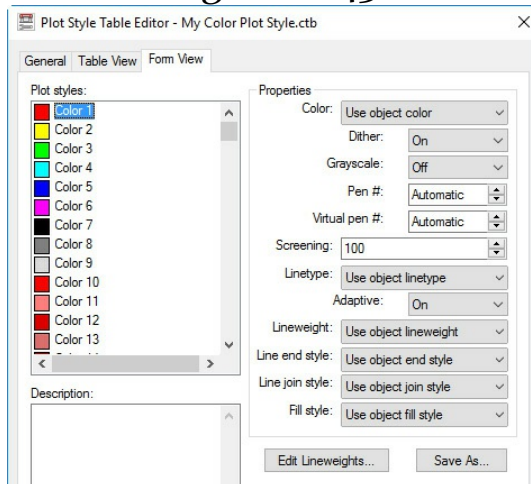 Plot Style Table Editor - My Color Plot Style.ctb
General Table View Form View
Plot styles:
Color 1
Color 2
Color 3
Color 4
Color 5
Color 6
Color 7
Color 8
Color 9
Color 10
Color 11
Color 12
Color 13
Description:
Properties
Color: Use object color
Dither: On
Grayscale: Off
Pen #: Automatic
Virtual pen #: Automatic
Screening: 100
Linetype: Use object linetype
Adaptive: On
Lineweight: Use object lineweight
Line end style: Use object end style
Line join style: Use object join style
Fill style: Use object fill style
Edit Lineweights... Save As...